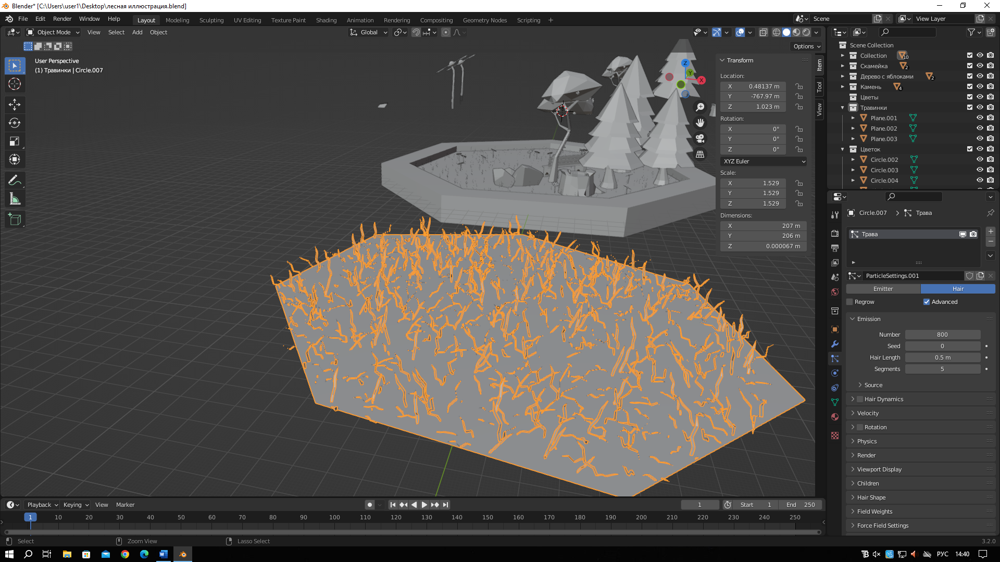 Blender* [C:\Users\user1\Desktop\лесная иллюстрация.blend]
File Edit Render Window Help Layout Modeling Sculpting UV Editing Texture Paint Shading Animation Rendering Compositing Geometry Nodes Scripting + Scene View Layer
Object Mode View Select Add Object Global
Options
User Perspective
(1) Травинки | Circle.007
Z
Y
X
Transform
Location:
X 0.48137 m
Y -767.97 m
Z 1.023 m
Rotation:
X 0°
Y 0°
Z 0°
XYZ Euler
Scale:
X 1.529
Y 1.529
Z 1.529
Dimensions:
X 207 m
Y 206 m
Z 0.000067 m
Item
Tool
View
Scene Collection
Collection 10
Скамейка 2
Дерево с яблоками 2
Камень 4
Цветы
Травинки
Plane.001
Plane.002
Plane.003
Цветок
Circle.002
Circle.003
Circle.004
Circle.007 Трава
Трава
ParticleSettings.001
Emitter Hair
Regrow Advanced
Emission
Number 800
Seed 0
Hair Length 0.5 m
Segments 5
Source
Hair Dynamics
Velocity
Rotation
Physics
Render
Viewport Display
Children
Hair Shape
Field Weights
Force Field Settings
Playback Keying View Marker 1 Start 1 End 250
1 10 20 30 40 50 60 70 80 90 100 110 120 130 140 150 160 170 180 190 200 210 220 230 240 250
Select Zoom View Lasso Select 3.2.0
РУС 14:40